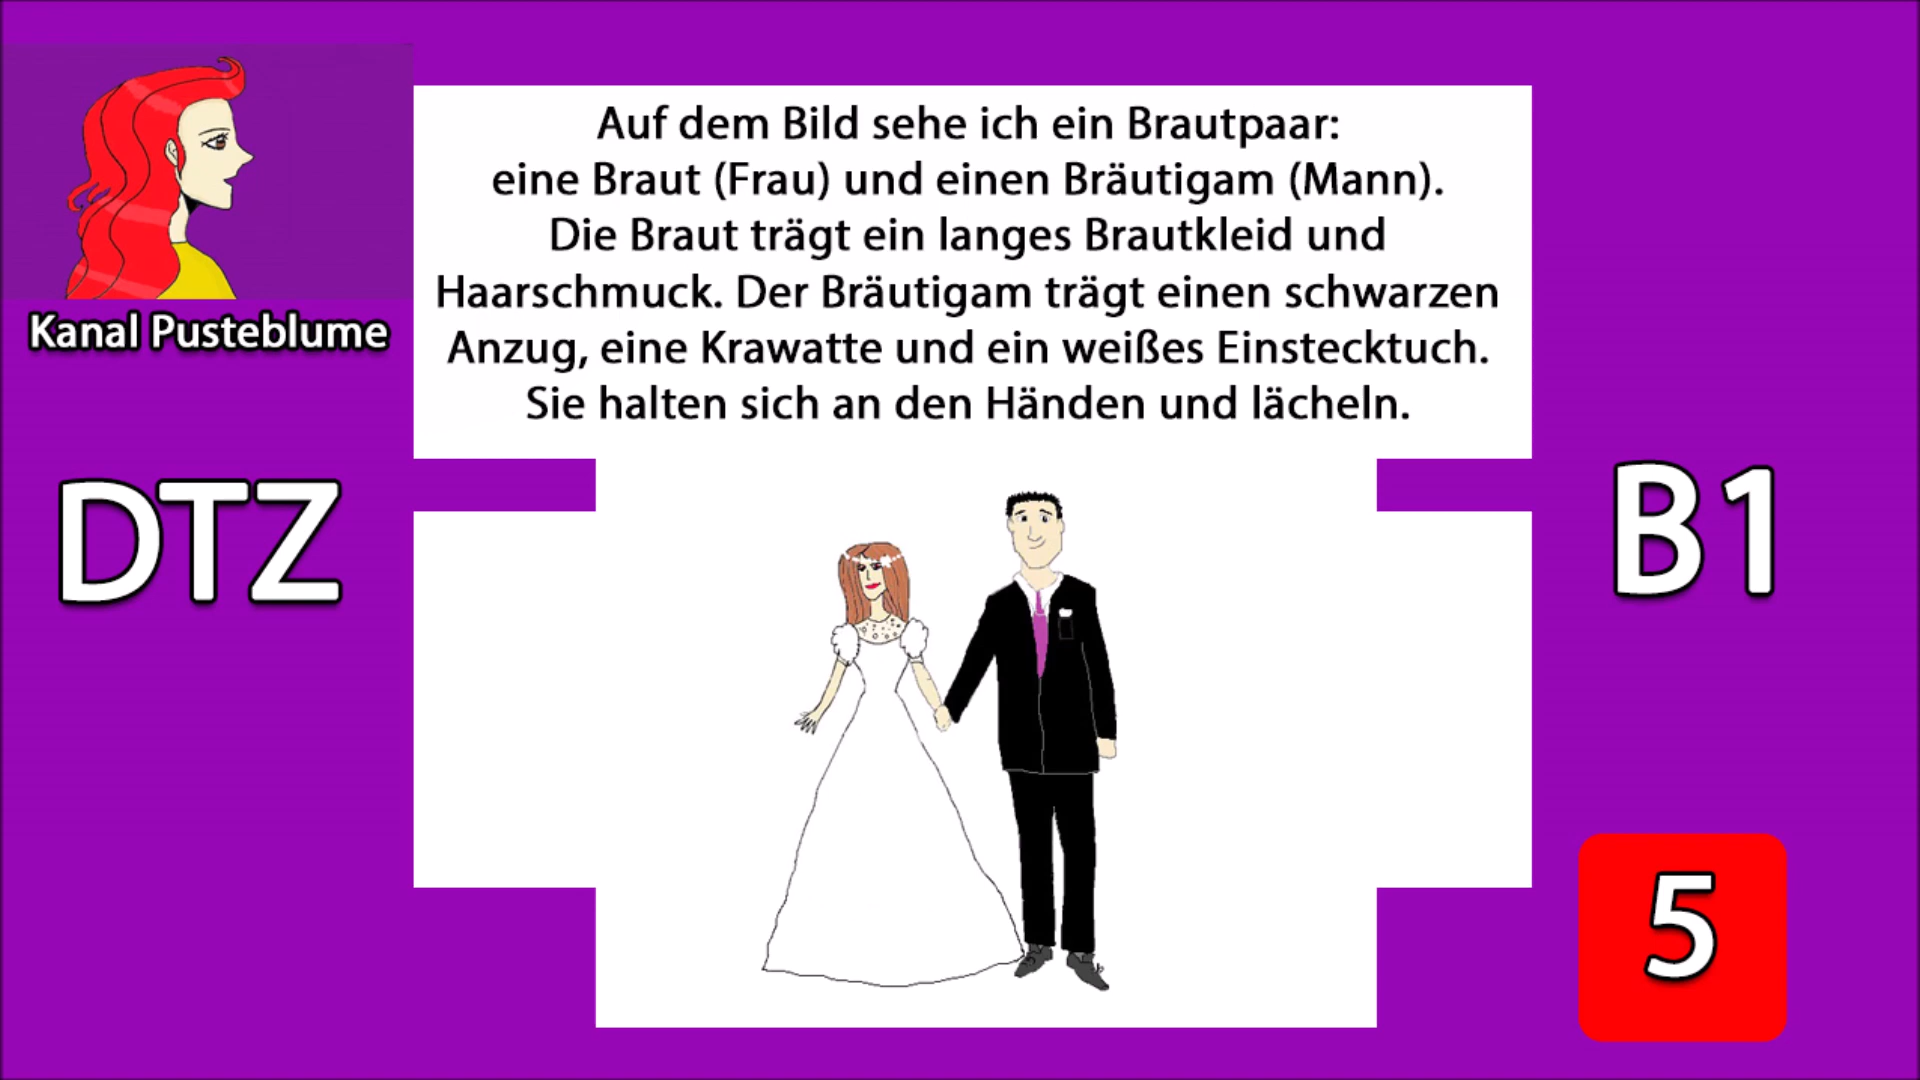 Auf dem Bild sehe ich ein Brautpaar:
eine Braut (Frau) und einen Bräutigam (Mann).
Die Braut trägt ein langes Brautkleid und
Haarschmuck. Der Bräutigam trägt einen schwarzen
Anzug, eine Krawatte und ein weißes Einstecktuch.
Sie halten sich an den Händen und lächeln.
Kanal Pusteblume
DTZ
B1
5